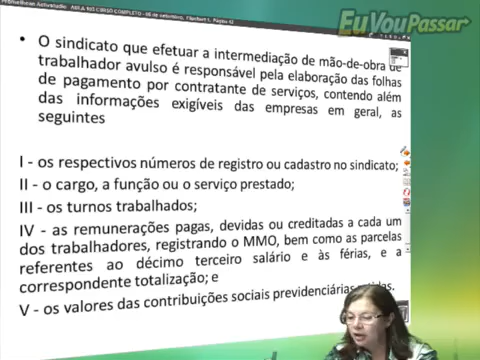 EuVouPassar
• O sindicato que efetuar a intermediação de mão-de-obra de
trabalhador avulso é responsável pela elaboração das folhas
de pagamento por contratante de serviços, contendo além
das informações exigíveis das empresas em geral, as
seguintes
I - os respectivos números de registro ou cadastro no sindicato;
II - o cargo, a função ou o serviço prestado;
III - os turnos trabalhados;
IV - as remunerações pagas, devidas ou creditadas a cada um
dos trabalhadores, registrando o MMO, bem como as parcelas
referentes ao décimo terceiro salário e às férias, e a
correspondente totalização; e
V - os valores das contribuições sociais previdenciárias